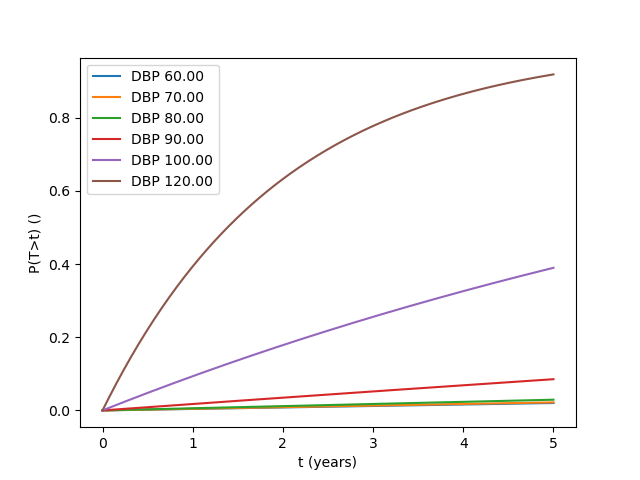 DBP 60.00
DBP 70.00
DBP 80.00
DBP 90.00
DBP 100.00
DBP 120.00
0.8
0.6
0.4
0.2
0.0
P(T>t) ()
0 1 2 3 4 5
t (years)